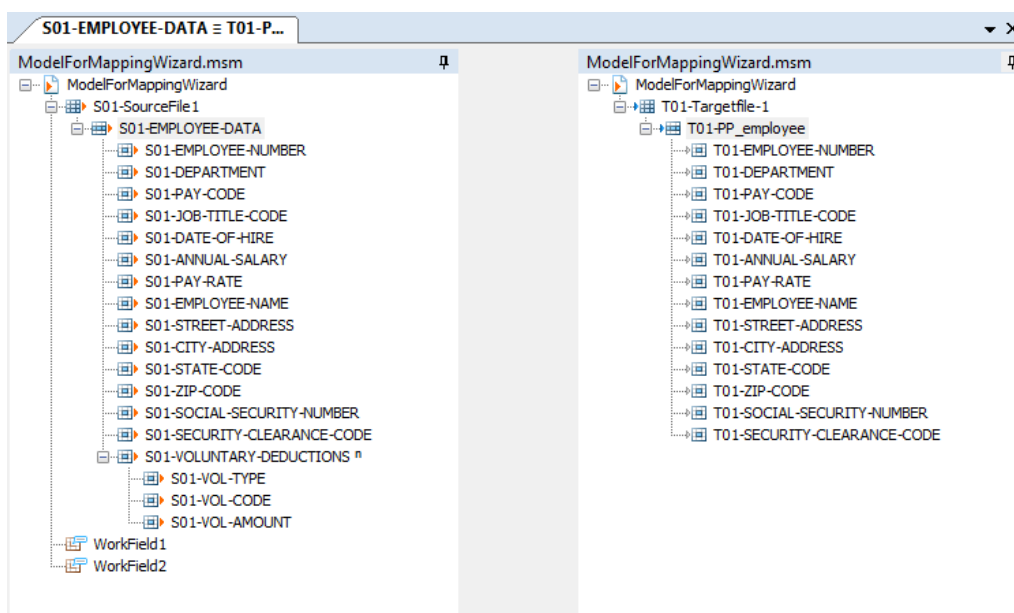 S01-EMPLOYEE-DATA ≡ T01-P...
ModelForMappingWizard.msm
ModelForMappingWizard
S01-SourceFile1
S01-EMPLOYEE-DATA
S01-EMPLOYEE-NUMBER
S01-DEPARTMENT
S01-PAY-CODE
S01-JOB-TITLE-CODE
S01-DATE-OF-HIRE
S01-ANNUAL-SALARY
S01-PAY-RATE
S01-EMPLOYEE-NAME
S01-STREET-ADDRESS
S01-CITY-ADDRESS
S01-STATE-CODE
S01-ZIP-CODE
S01-SOCIAL-SECURITY-NUMBER
S01-SECURITY-CLEARANCE-CODE
S01-VOLUNTARY-DEDUCTIONS ⁿ
S01-VOL-TYPE
S01-VOL-CODE
S01-VOL-AMOUNT
WorkField1
WorkField2
ModelForMappingWizard.msm
ModelForMappingWizard
T01-Targetfile-1
T01-PP_employee
T01-EMPLOYEE-NUMBER
T01-DEPARTMENT
T01-PAY-CODE
T01-JOB-TITLE-CODE
T01-DATE-OF-HIRE
T01-ANNUAL-SALARY
T01-PAY-RATE
T01-EMPLOYEE-NAME
T01-STREET-ADDRESS
T01-CITY-ADDRESS
T01-STATE-CODE
T01-ZIP-CODE
T01-SOCIAL-SECURITY-NUMBER
T01-SECURITY-CLEARANCE-CODE